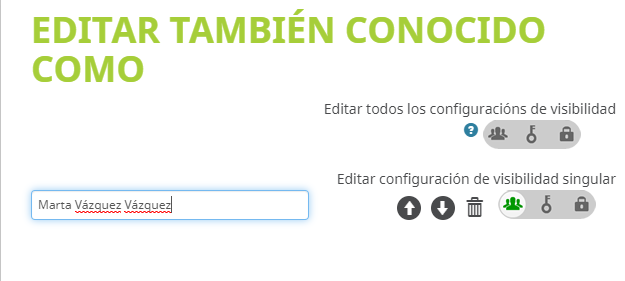 EDITAR TAMBIÉN CONOCIDO
COMO
Editar todos los configuracións de visibilidad
?
Editar configuración de visibilidad singular
Marta Vázquez Vázquez